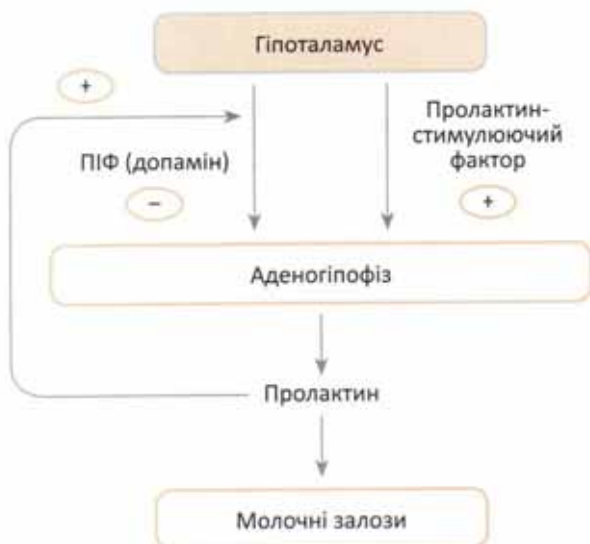 Гіпоталамус
+
Пролактин-
стимулюючий
фактор
ПІФ (допамін)
−
+
Аденогіпофіз
Пролактин
Молочні залози